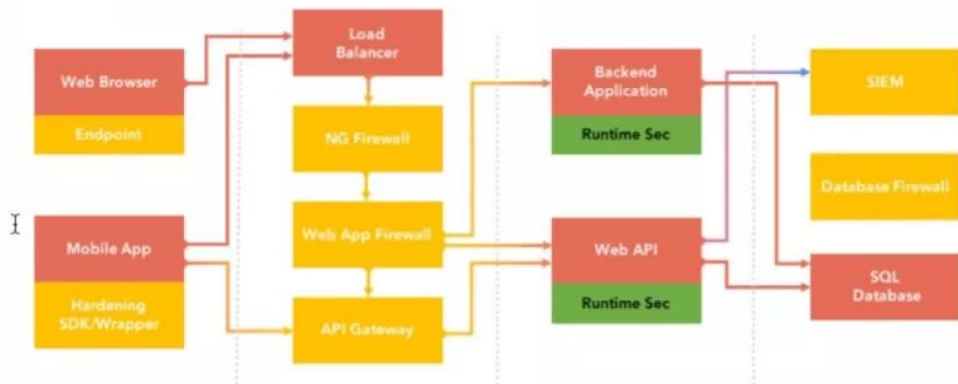 Web Browser
Endpoint
Mobile App
Hardening
SDK/Wrapper
Load
Balancer
NG Firewall
Web App Firewall
API Gateway
Backend
Application
Runtime Sec
Web API
Runtime Sec
SIEM
Database Firewall
SQL
Database